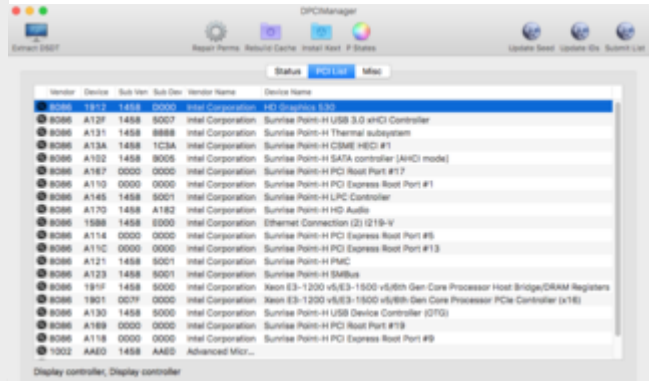 DPCIManager
Extract DSDT Repair Perms Rebuild Cache Install Kext P States Update Seed Update IDs Submit List
Status PCI List Misc
Vendor Device Sub Ven Sub Dev Vendor Name Device Name
8086 1912 1458 D000 Intel Corporation HD Graphics 530
8086 A12F 1458 5007 Intel Corporation Sunrise Point-H USB 3.0 xHCI Controller
8086 A131 1458 8888 Intel Corporation Sunrise Point-H Thermal subsystem
8086 A13A 1458 1C3A Intel Corporation Sunrise Point-H CSME HECI #1
8086 A102 1458 B005 Intel Corporation Sunrise Point-H SATA controller [AHCI mode]
8086 A167 0000 0000 Intel Corporation Sunrise Point-H PCI Root Port #17
8086 A110 0000 0000 Intel Corporation Sunrise Point-H PCI Express Root Port #1
8086 A145 1458 5001 Intel Corporation Sunrise Point-H LPC Controller
8086 A170 1458 A182 Intel Corporation Sunrise Point-H HD Audio
8086 15B8 1458 E000 Intel Corporation Ethernet Connection (2) I219-V
8086 A114 0000 0000 Intel Corporation Sunrise Point-H PCI Express Root Port #5
8086 A11C 0000 0000 Intel Corporation Sunrise Point-H PCI Express Root Port #13
8086 A121 1458 5001 Intel Corporation Sunrise Point-H PMC
8086 A123 1458 5001 Intel Corporation Sunrise Point-H SMBus
8086 191F 1458 5000 Intel Corporation Xeon E3-1200 v5/E3-1500 v5/6th Gen Core Processor Host Bridge/DRAM Registers
8086 1901 007F 0000 Intel Corporation Xeon E3-1200 v5/E3-1500 v5/6th Gen Core Processor PCIe Controller (x16)
8086 A130 1458 5000 Intel Corporation Sunrise Point-H USB Device Controller (OTG)
8086 A169 0000 0000 Intel Corporation Sunrise Point-H PCI Root Port #19
8086 A118 0000 0000 Intel Corporation Sunrise Point-H PCI Express Root Port #9
1002 AAE0 1458 AAE0 Advanced Micr...
Display controller, Display controller